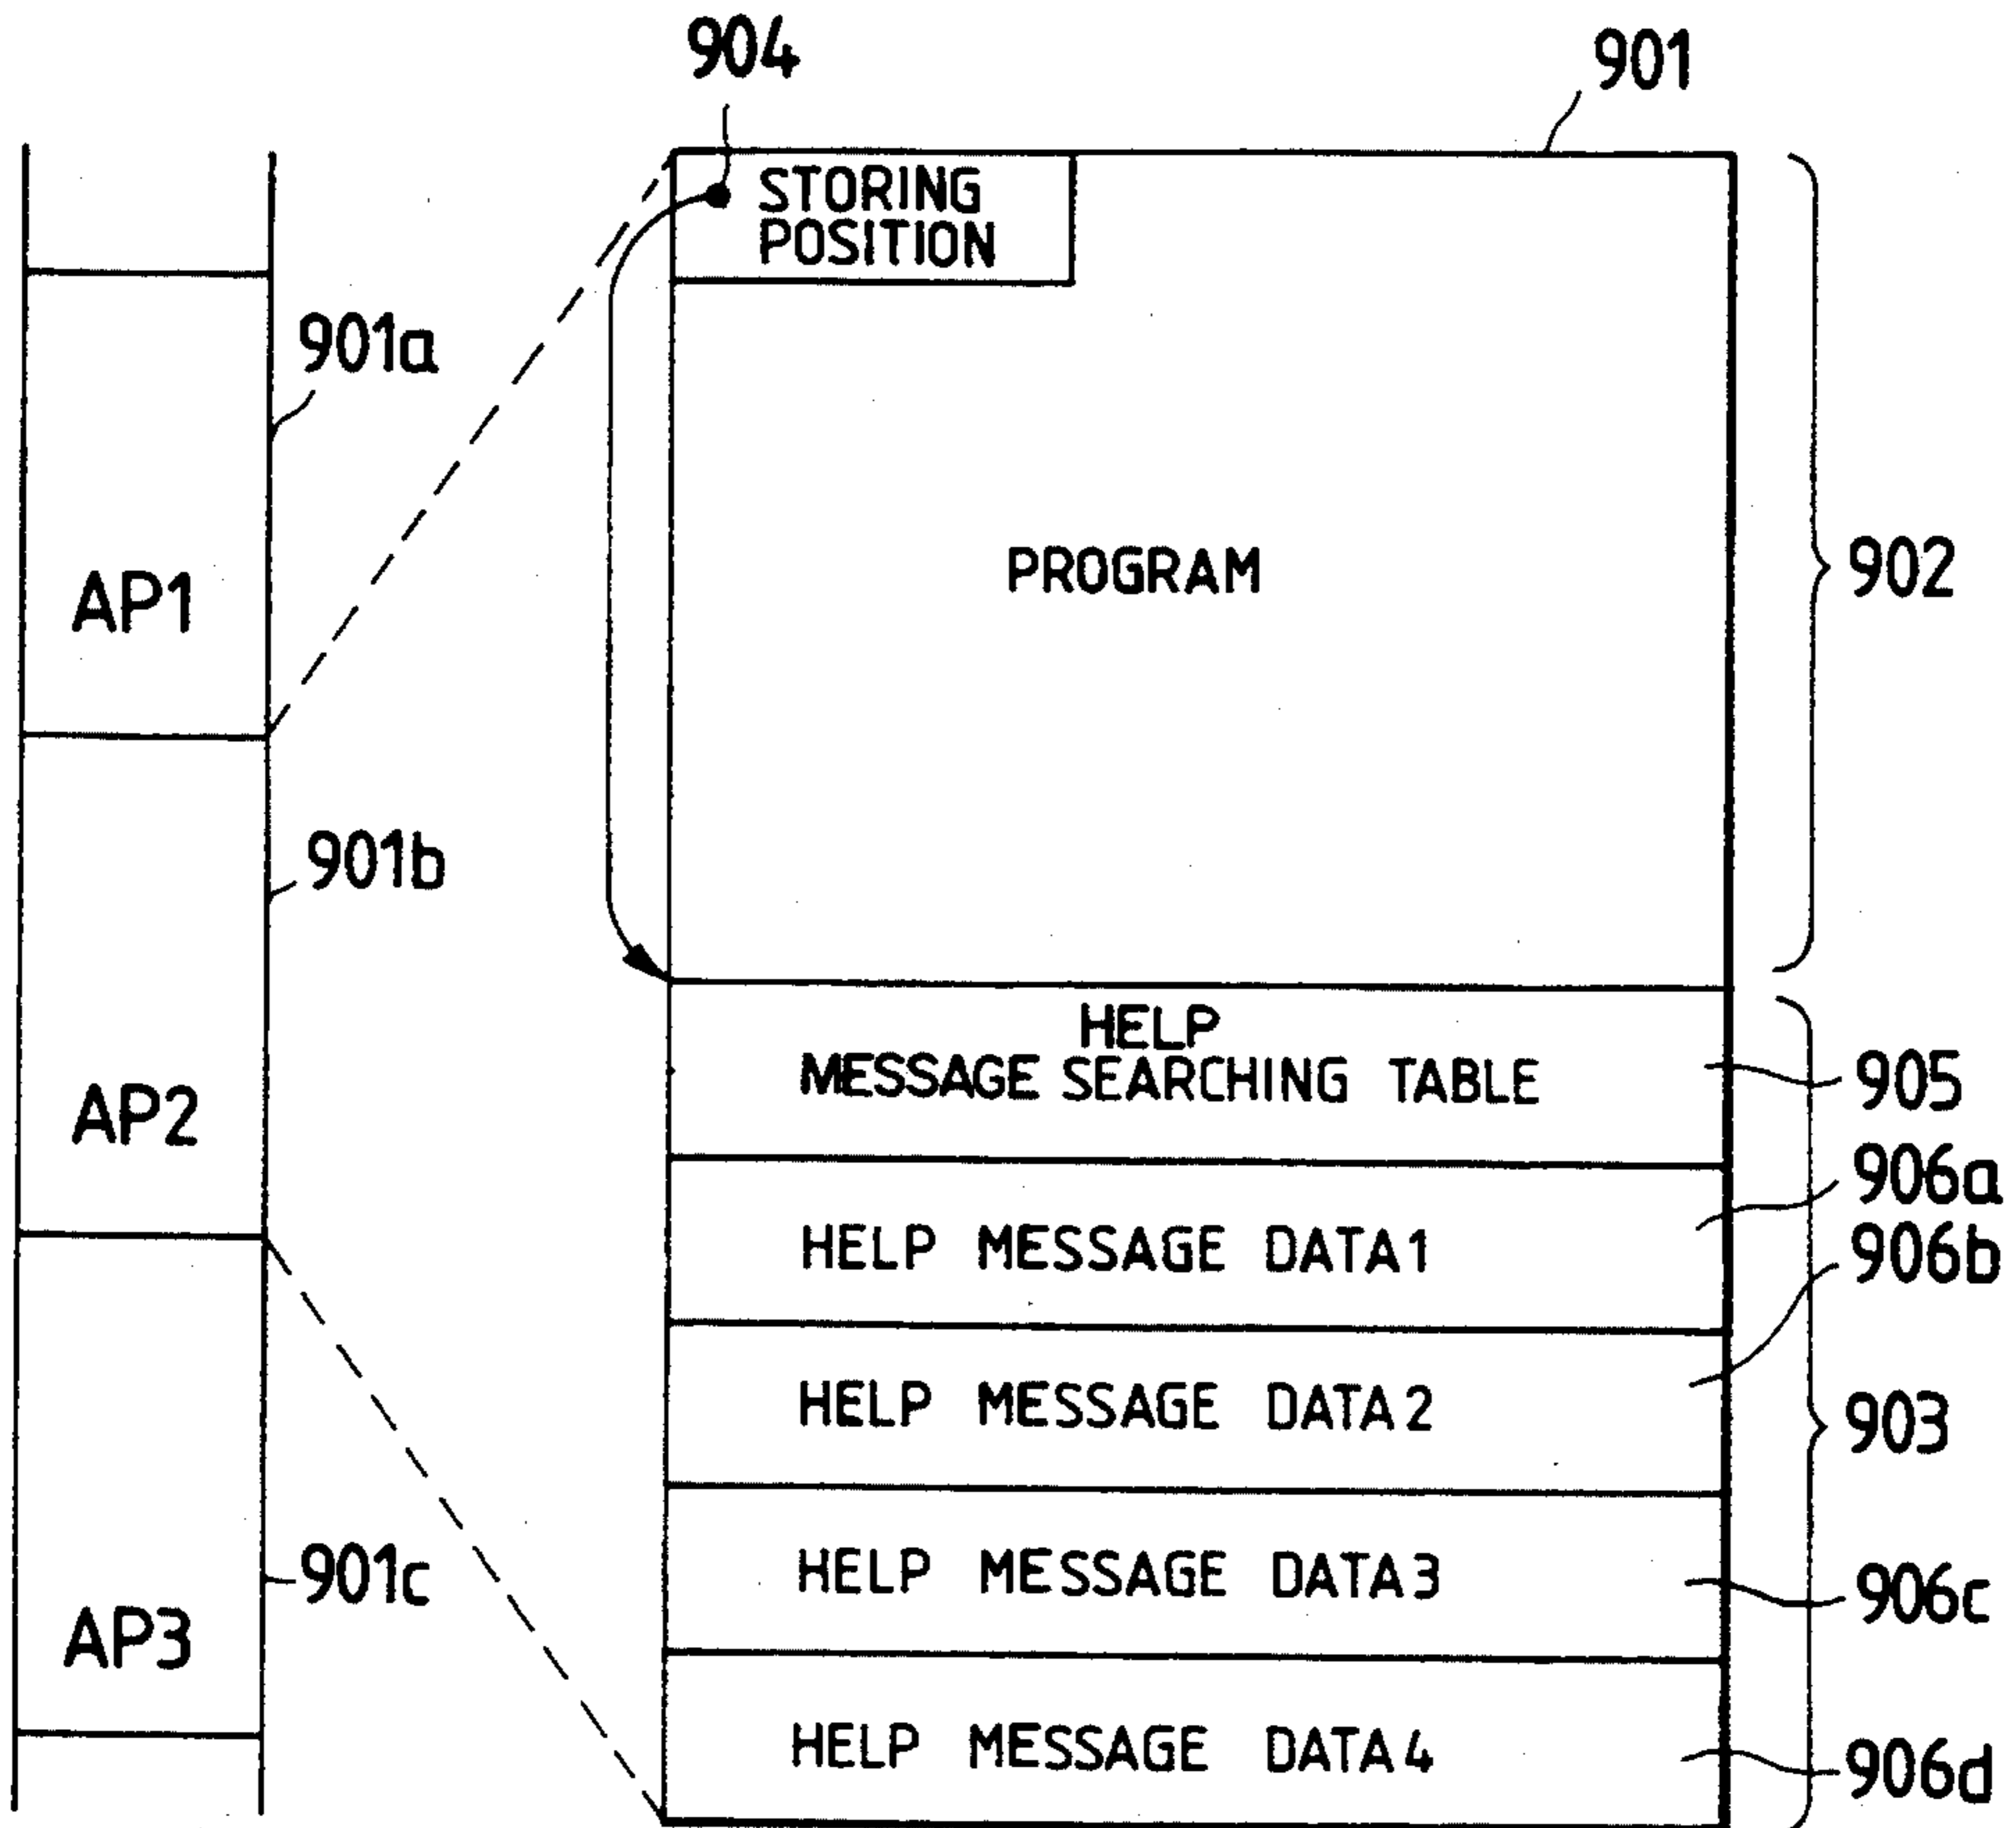 904
901
STORING
POSITION
901a
PROGRAM
902
AP1
901b
HELP
MESSAGE SEARCHING TABLE
905
AP2
906a
HELP MESSAGE DATA1
906b
HELP MESSAGE DATA2
903
901c
HELP MESSAGE DATA3
906c
AP3
HELP MESSAGE DATA4
906d